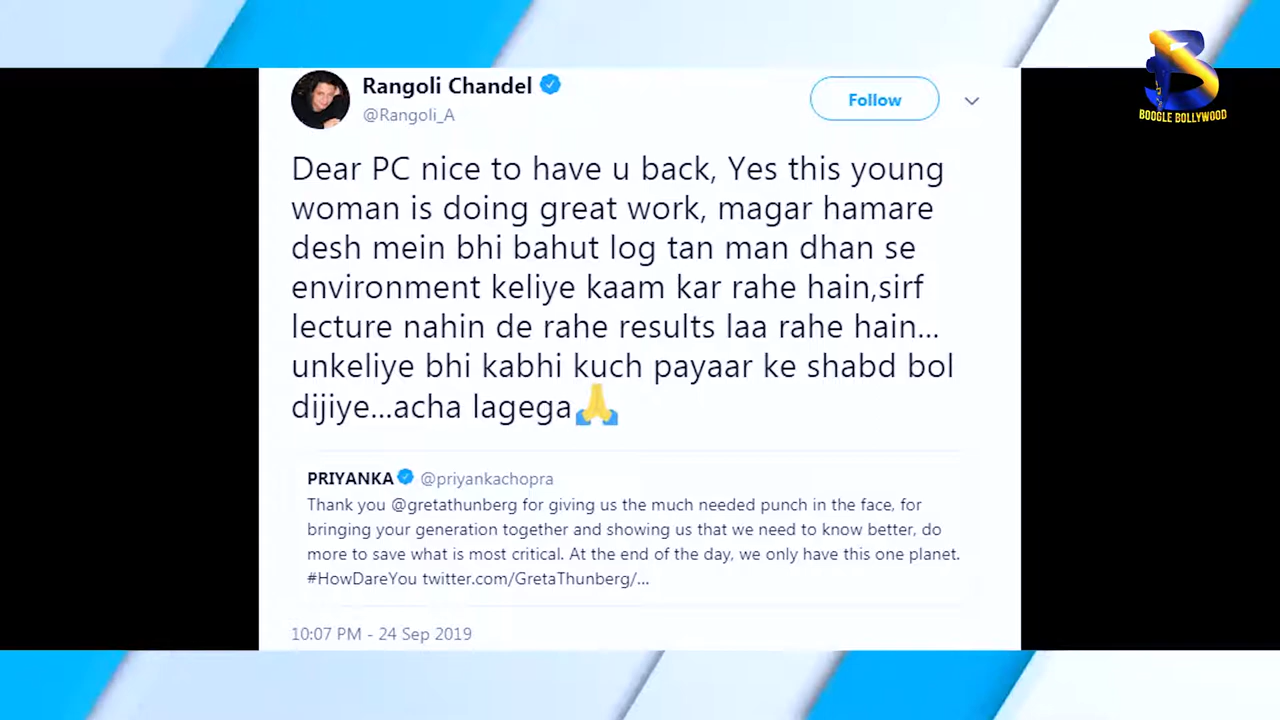 Rangoli Chandel
@Rangoli_A
Follow
BOOGLE BOLLYWOOD
Dear PC nice to have u back, Yes this young
woman is doing great work, magar hamare
desh mein bhi bahut log tan man dhan se
environment keliye kaam kar rahe hain,sirf
lecture nahin de rahe results laa rahe hain...
unkeliye bhi kabhi kuch payaar ke shabd bol
dijiye...acha lagega🙏
PRIYANKA @priyankachopra
Thank you @gretathunberg for giving us the much needed punch in the face, for
bringing your generation together and showing us that we need to know better, do
more to save what is most critical. At the end of the day, we only have this one planet.
#HowDareYou twitter.com/GretaThunberg/...
10:07 PM - 24 Sep 2019